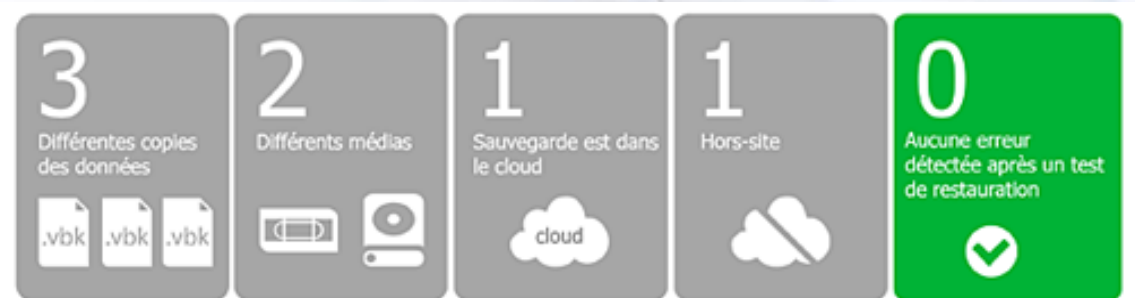 3
Différentes copies
des données
.vbk .vbk .vbk
2
Différents médias
1
Sauvegarde est dans
le cloud
cloud
1
Hors-site
0
Aucune erreur
détectée après un test
de restauration